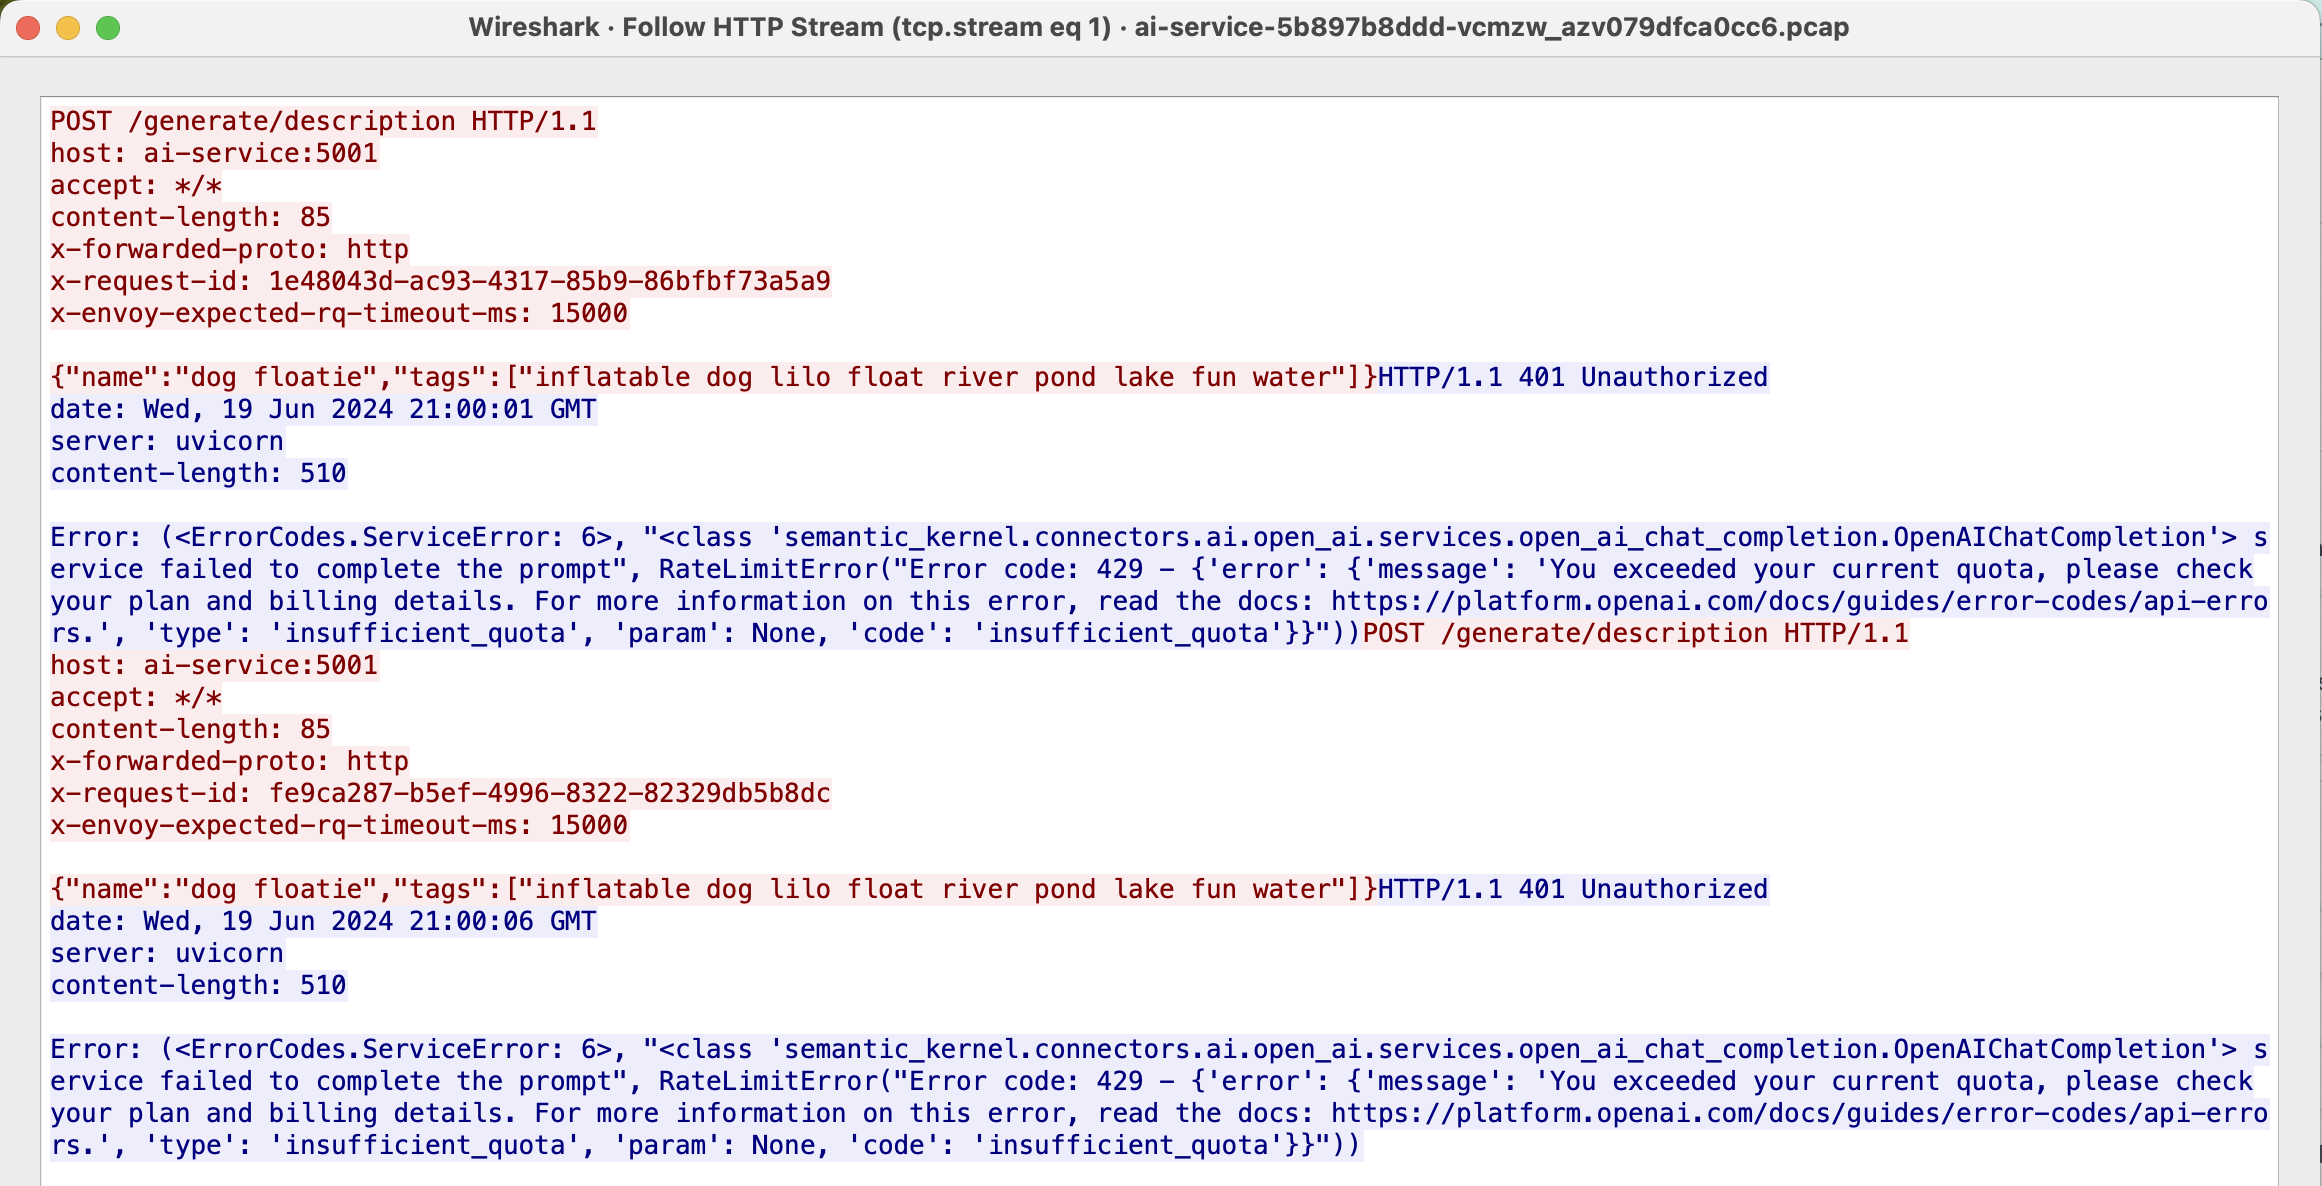 Wireshark · Follow HTTP Stream (tcp.stream eq 1) · ai-service-5b897b8ddd-vcmzw_azv079dfca0cc6.pcap
POST /generate/description HTTP/1.1
host: ai-service:5001
accept: */*
content-length: 85
x-forwarded-proto: http
x-request-id: 1e48043d-ac93-4317-85b9-86bfbf73a5a9
x-envoy-expected-rq-timeout-ms: 15000
{"name":"dog floatie","tags":["inflatable dog lilo float river pond lake fun water"]}HTTP/1.1 401 Unauthorized
date: Wed, 19 Jun 2024 21:00:01 GMT
server: uvicorn
content-length: 510
Error: (<ErrorCodes.ServiceError: 6>, "<class 'semantic_kernel.connectors.ai.open_ai.services.open_ai_chat_completion.OpenAIChatCompletion'> s
ervice failed to complete the prompt", RateLimitError("Error code: 429 - {'error': {'message': 'You exceeded your current quota, please check
your plan and billing details. For more information on this error, read the docs: https://platform.openai.com/docs/guides/error-codes/api-erro
rs.', 'type': 'insufficient_quota', 'param': None, 'code': 'insufficient_quota'}}"))POST /generate/description HTTP/1.1
host: ai-service:5001
accept: */*
content-length: 85
x-forwarded-proto: http
x-request-id: fe9ca287-b5ef-4996-8322-82329db5b8dc
x-envoy-expected-rq-timeout-ms: 15000
{"name":"dog floatie","tags":["inflatable dog lilo float river pond lake fun water"]}HTTP/1.1 401 Unauthorized
date: Wed, 19 Jun 2024 21:00:06 GMT
server: uvicorn
content-length: 510
Error: (<ErrorCodes.ServiceError: 6>, "<class 'semantic_kernel.connectors.ai.open_ai.services.open_ai_chat_completion.OpenAIChatCompletion'> s
ervice failed to complete the prompt", RateLimitError("Error code: 429 - {'error': {'message': 'You exceeded your current quota, please check
your plan and billing details. For more information on this error, read the docs: https://platform.openai.com/docs/guides/error-codes/api-erro
rs.', 'type': 'insufficient_quota', 'param': None, 'code': 'insufficient_quota'}}"))